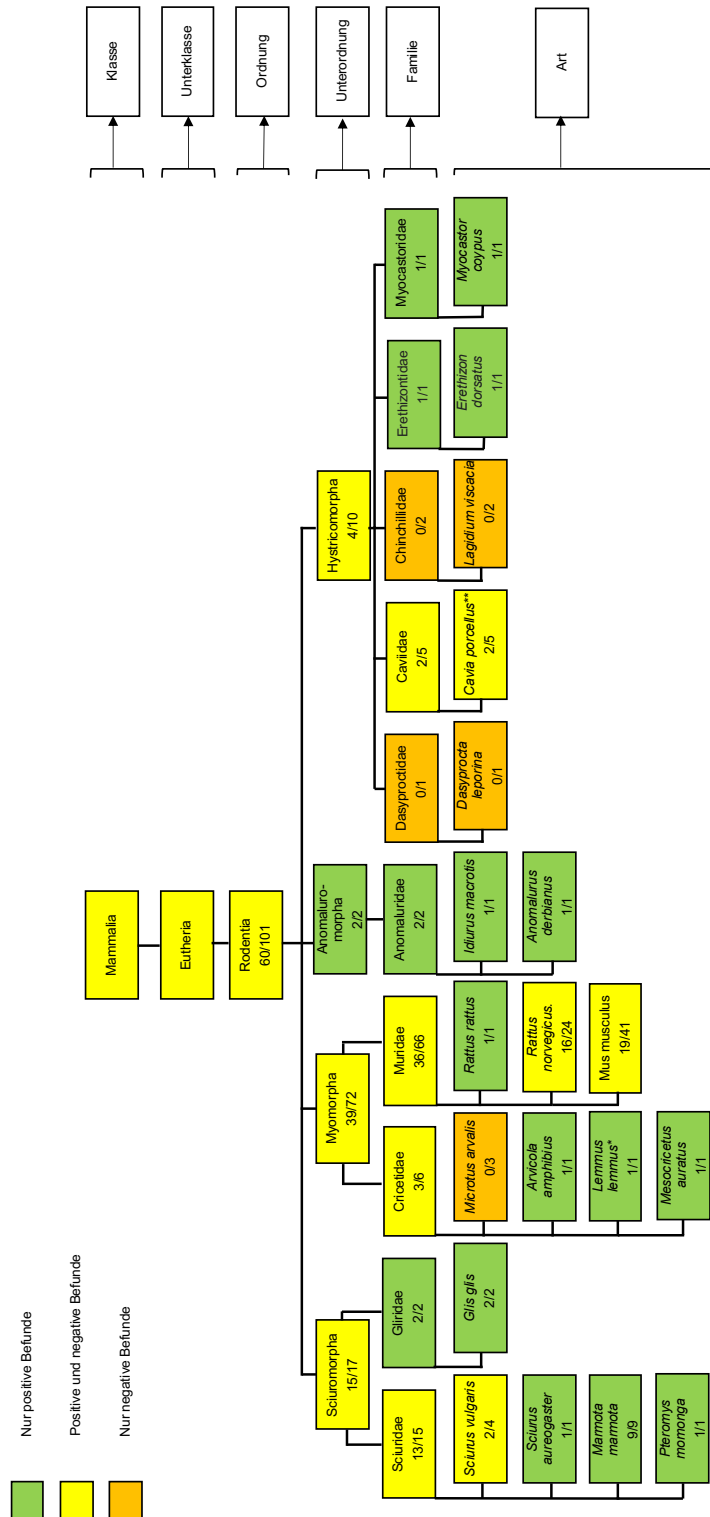 Nur positive Befunde
Positive und negative Befunde
Nur negative Befunde
Mammalia
Klasse
Eutheria
Unterklasse
Rodentia
60/101
Ordnung
Sciuromorpha
15/17
Myomorpha
39/72
Anomaluro-
morpha
2/2
Hystricomorpha
4/10
Unterordnung
Sciuridae
13/15
Gliridae
2/2
Cricetidae
3/6
Muridae
36/66
Anomaluridae
2/2
Dasyproctidae
0/1
Caviidae
2/5
Chinchillidae
0/2
Erethizontidae
1/1
Myocastoridae
1/1
Familie
Sciurus vulgaris
2/4
Glis glis
2/2
Microtus arvalis
0/3
Rattus rattus
1/1
Idiurus macrotis
1/1
Dasyprocta
leporina
0/1
Cavia porcellus**
2/5
Lagidium viscacia
0/2
Erethizon
dorsatus
1/1
Myocastor
coypus
1/1
Art
Sciurus
aureogaster
1/1
Arvicola
amphibius
1/1
Rattus
norvegicus.
16/24
Anomalurus
derbianus
1/1
Marmota
marmota
9/9
Lemmus
lemmus*
1/1
Mus musculus
19/41
Pteromys
momonga
1/1
Mesocricetus
auratus
1/1